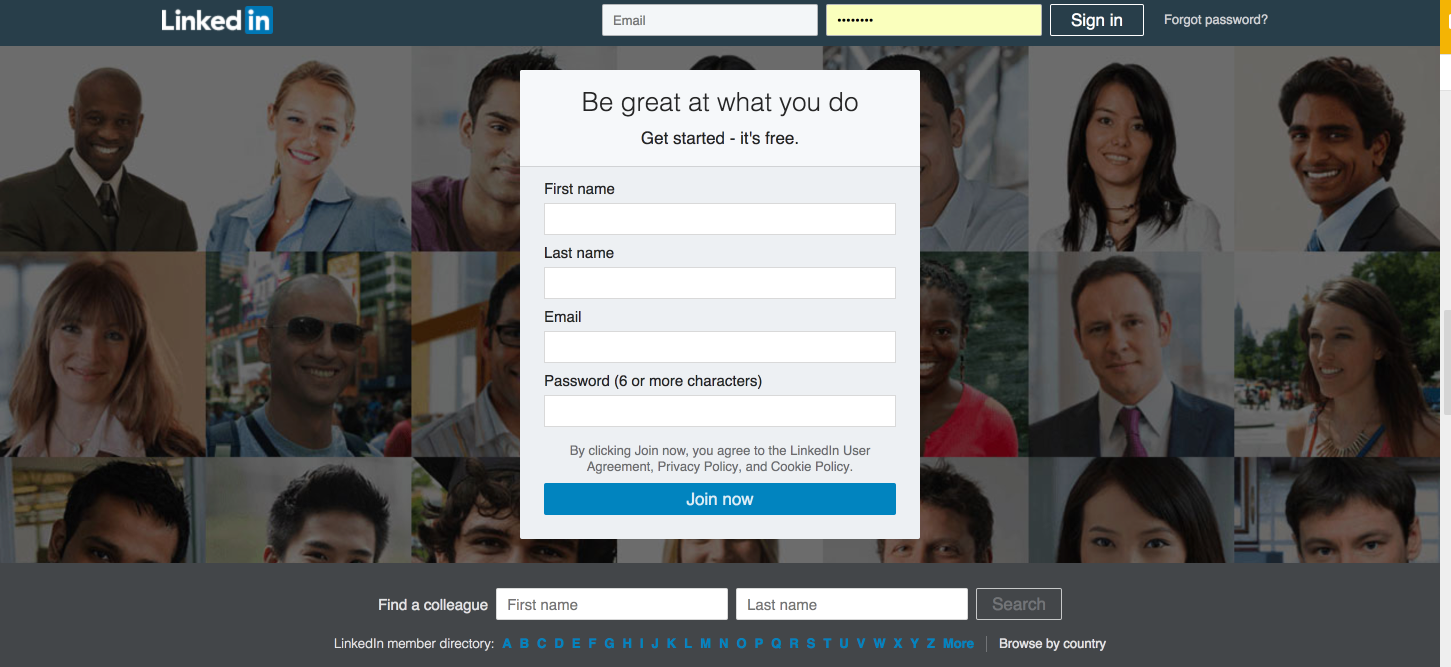 Linked in
Email
••••••••
Sign in
Forgot password?
Be great at what you do
Get started - it's free.
First name
Last name
Email
Password (6 or more characters)
By clicking Join now, you agree to the LinkedIn User
Agreement, Privacy Policy, and Cookie Policy.
Join now
Find a colleague
First name
Last name
Search
LinkedIn member directory: A B C D E F G H I J K L M N O P Q R S T U V W X Y Z More
Browse by country